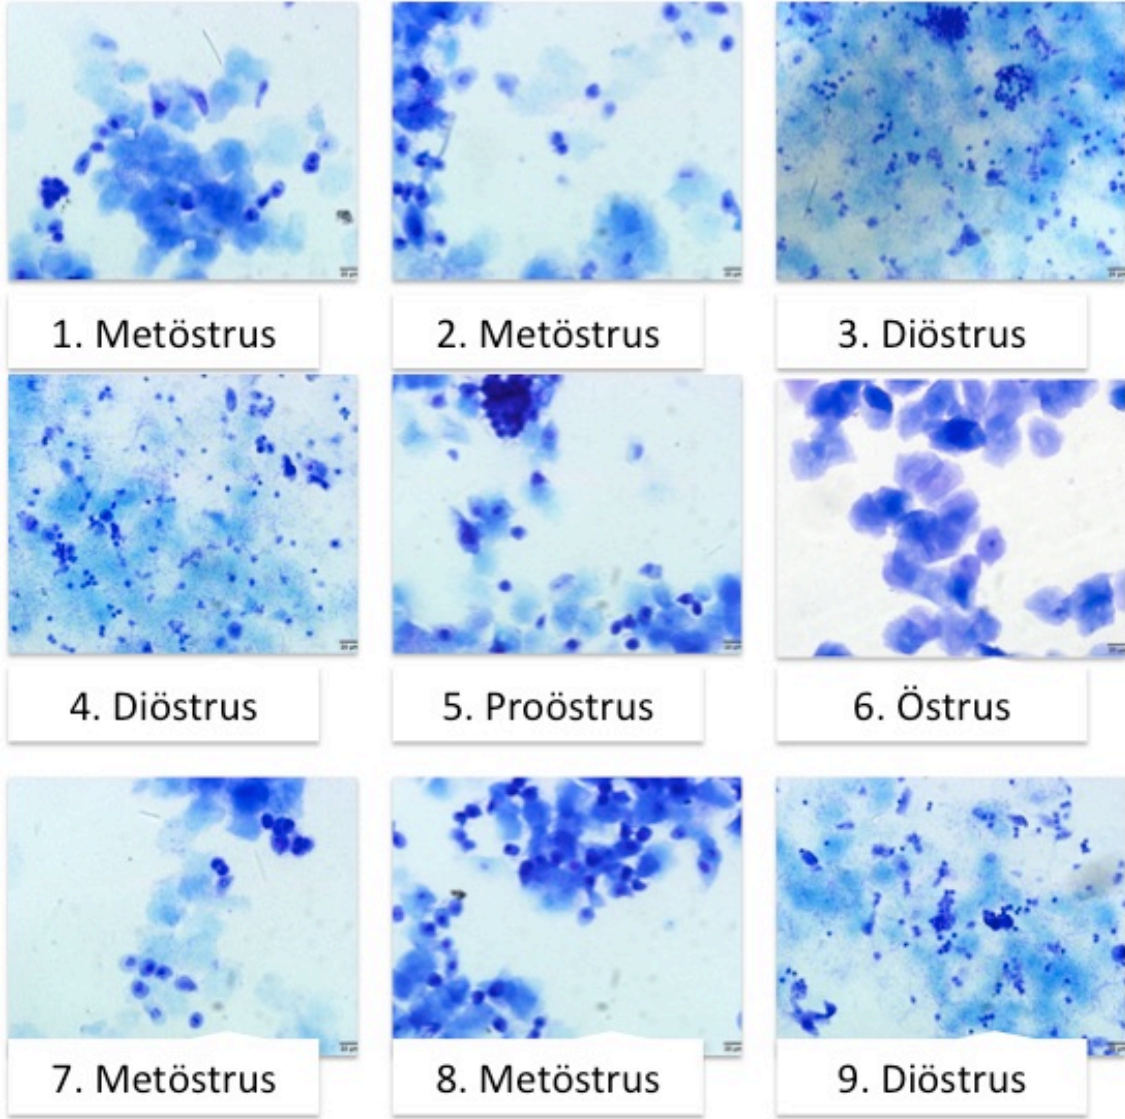 1. Metöstrus
2. Metöstrus
3. Diöstrus
4. Diöstrus
5. Proöstrus
6. Östrus
7. Metöstrus
8. Metöstrus
9. Diöstrus